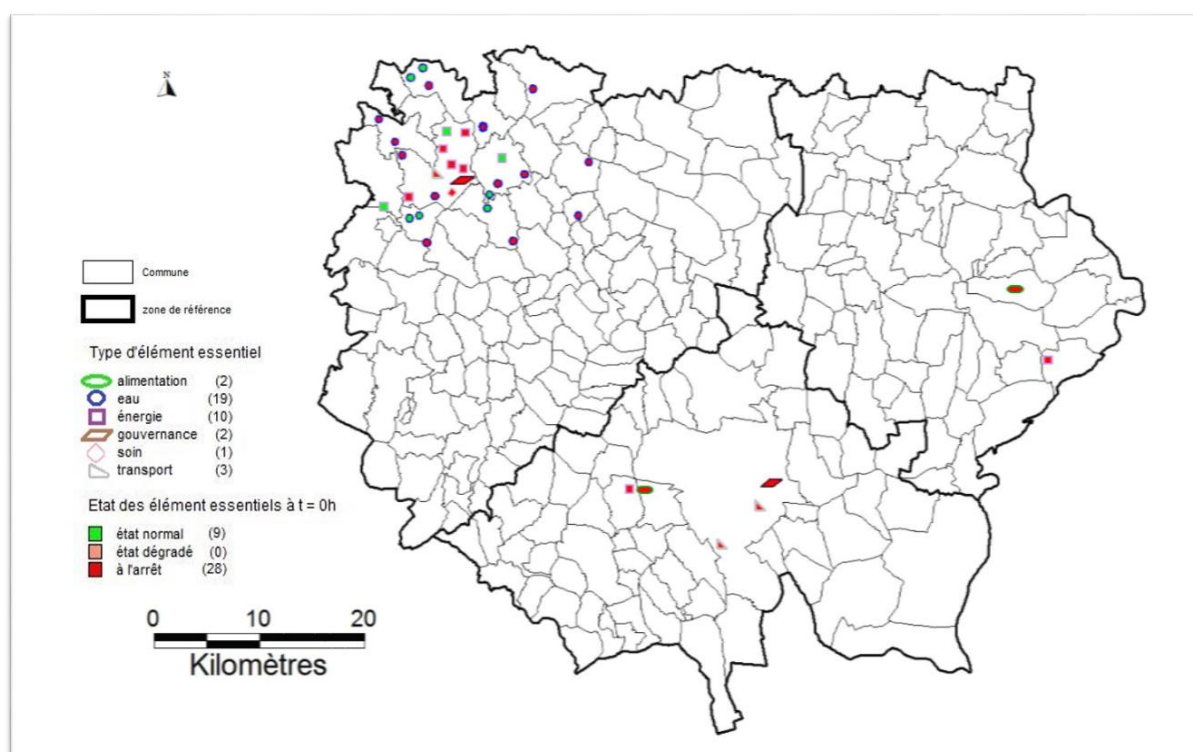 N
Commune
zone de référence
Type d'élément essentiel
alimentation (2)
eau (19)
énergie (10)
gouvernance (2)
soin (1)
transport (3)
Etat des élément essentiels à t = 0h
état normal (9)
état dégradé (0)
à l'arrêt (28)
0 10 20
Kilomètres